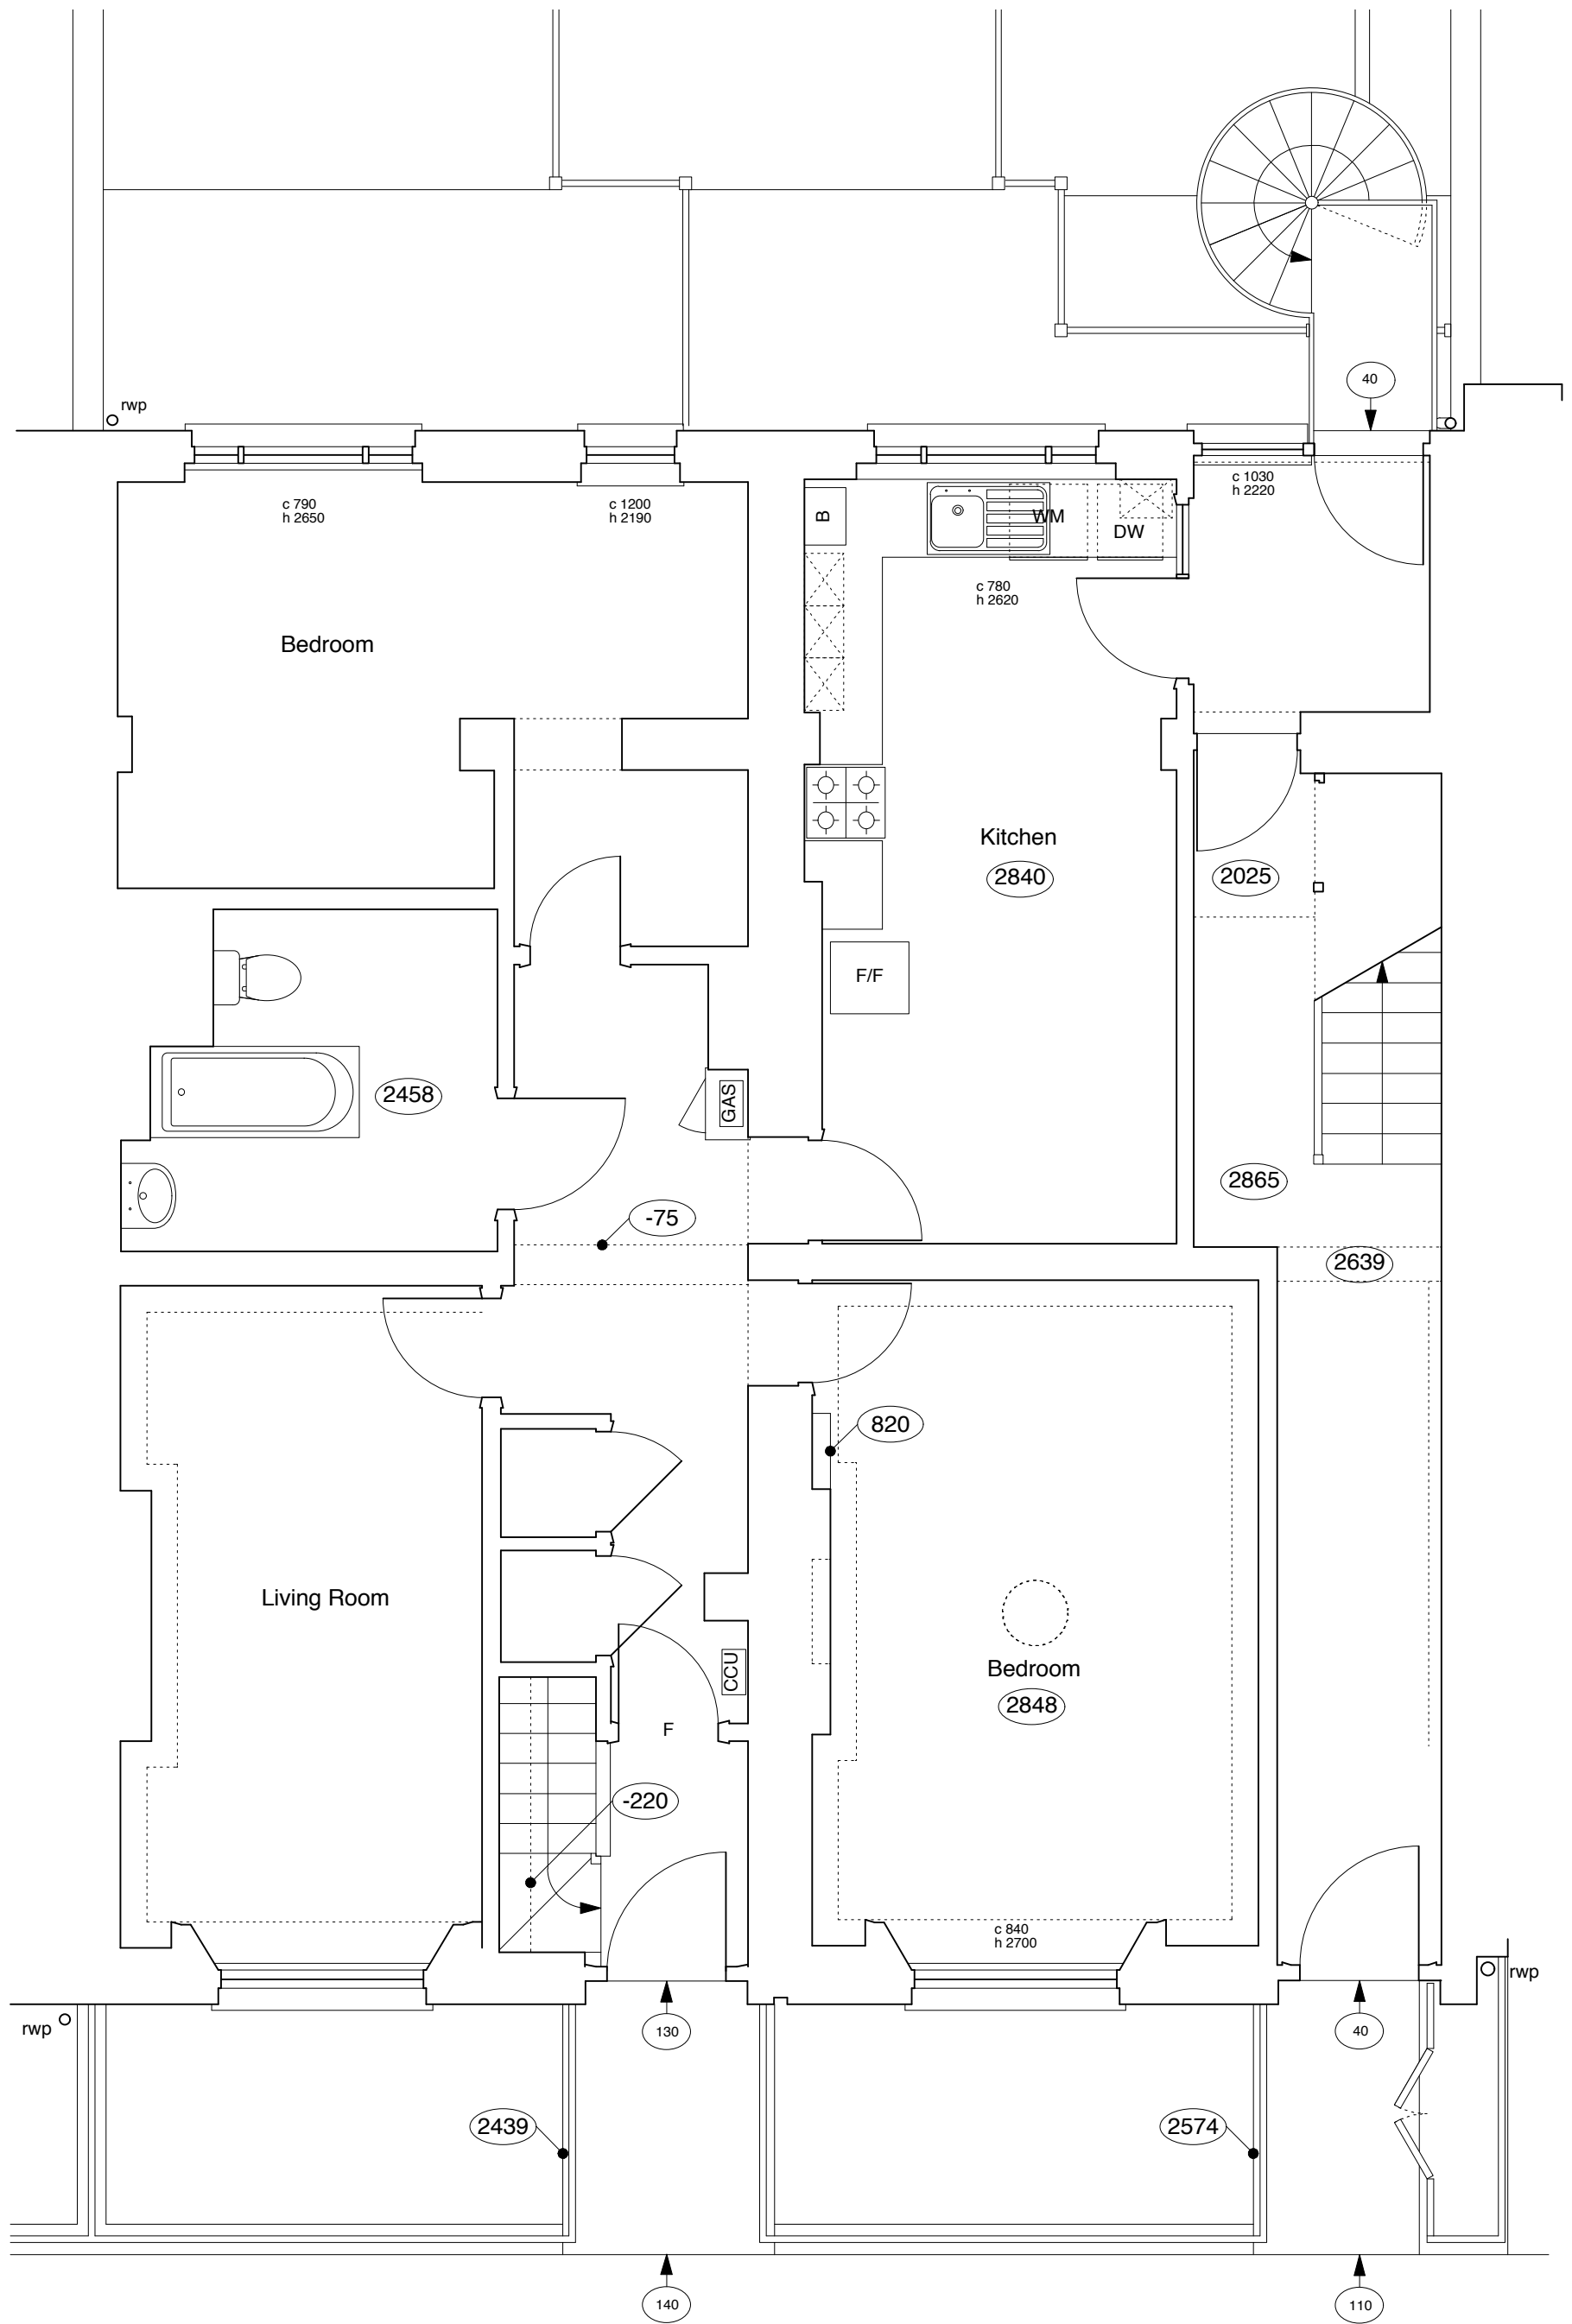 40
rwp
c 790
h 2650
c 1200
h 2190
c 1030
h 2220
B
WM
DW
c 780
h 2620
Bedroom
Kitchen
2840
2025
F/F
2458
GAS
2865
-75
2639
820
Living Room
Bedroom
2848
CCU
F
-220
c 840
h 2700
rwp
rwp
130
40
2439
2574
140
110